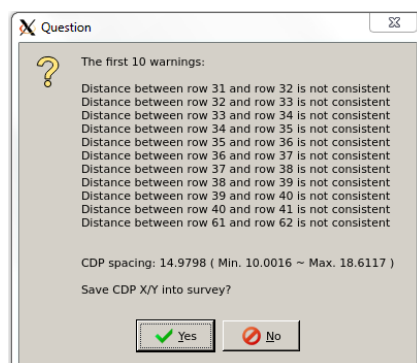 Question
The first 10 warnings:
Distance between row 31 and row 32 is not consistent
Distance between row 32 and row 33 is not consistent
Distance between row 33 and row 34 is not consistent
Distance between row 34 and row 35 is not consistent
Distance between row 35 and row 36 is not consistent
Distance between row 36 and row 37 is not consistent
Distance between row 37 and row 38 is not consistent
Distance between row 38 and row 39 is not consistent
Distance between row 39 and row 40 is not consistent
Distance between row 40 and row 41 is not consistent
Distance between row 61 and row 62 is not consistent
CDP spacing: 14.9798 ( Min. 10.0016 ~ Max. 18.6117 )
Save CDP X/Y into survey?
Yes No